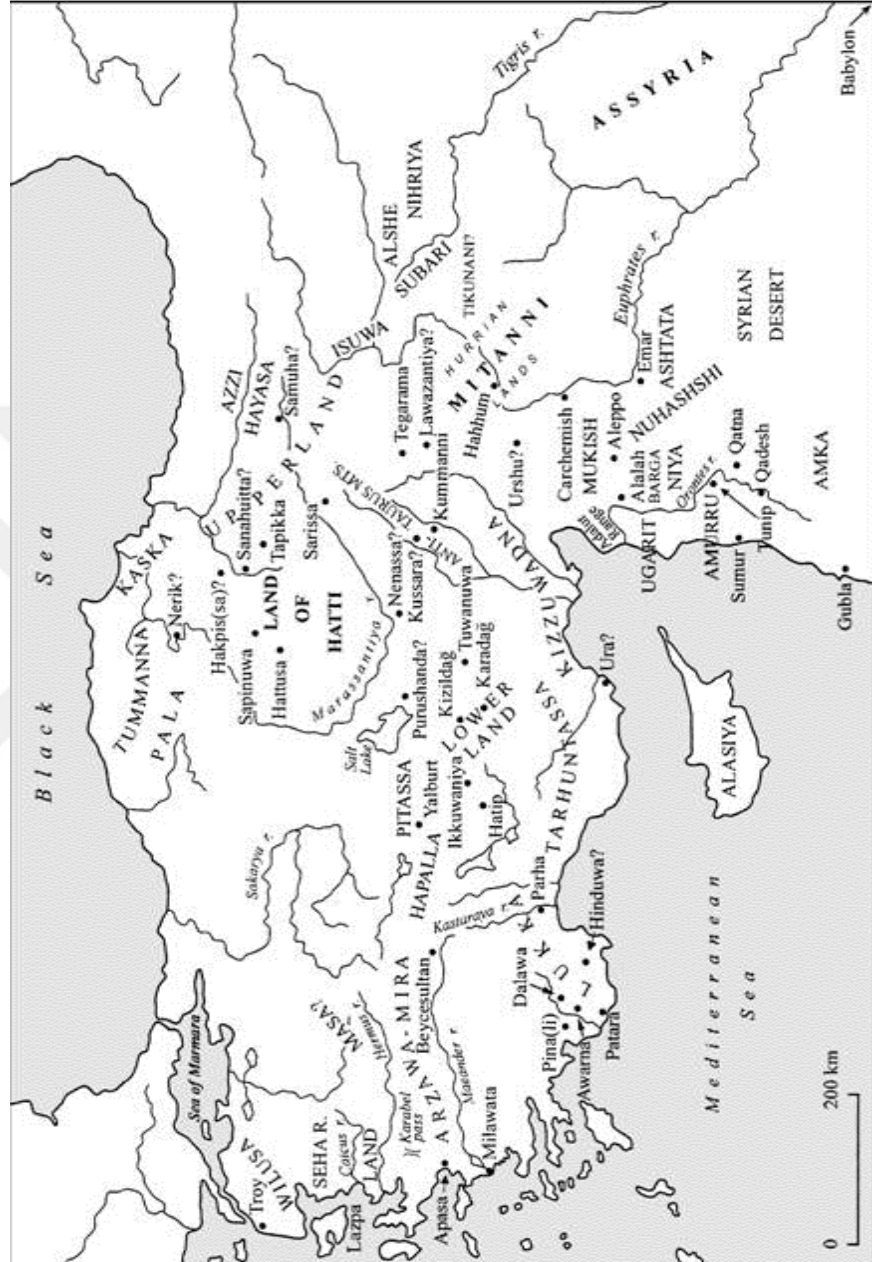 Black Sea
Sea of Marmara
Troy
WILUSA
SEHA R.
LAND
Caicus r.
Lazpa
MASA?
Hermus r.
Karabel
pass
ARZAWA-MIRA
Apasa
Milawata
Maeander r.
Beycesultan
Sakarya r.
TUMMANNA
PALA
KASKA
Nerik?
Hakpis(sa)?
Sapinuwa
Hattusa
LAND
OF
HATTI
Sanahuitta?
Tapikka
Sarissa
UPPER LAND
AZZI
HAYASA
Samuha?
Marassantiya r.
Salt
Lake
PITASSA
Yalburt
HAPALLA
Ikkuwaniya
Hatip
LOWER
LAND
Purushanda?
Kizildağ
Karadağ
Tuwanuwa
Nenassa?
Kussara?
Kummanni
ANTI-
TAURUS MTS.
Tegarama
Lawazantiya?
ISUWA
ALSHE
NIHRIYA
SUBARI
TIKUNANI?
HURRIAN
LANDS
MITANNI
Hahhum
Urshu?
KIZZUWADNA
TARHUNTASSA
Ura?
Kasturaya r.
Parha
LUKKA
Hinduwa?
Dalawa
Pina(li)
Awarna
Patara
Carchemish
MUKISH
Aleppo
Alalah
BARGA
NIYA
NUHASHSHI
Emar
ASHTATA
Euphrates r.
Tigris r.
ASSYRIA
Babylon
SYRIAN
DESERT
Adalur
Range
UGARIT
Orontes r.
AMURRU
Tunip
Sumur
Qatna
Qadesh
AMKA
Gubla
ALASIYA
Mediterranean
Sea
0 200 km